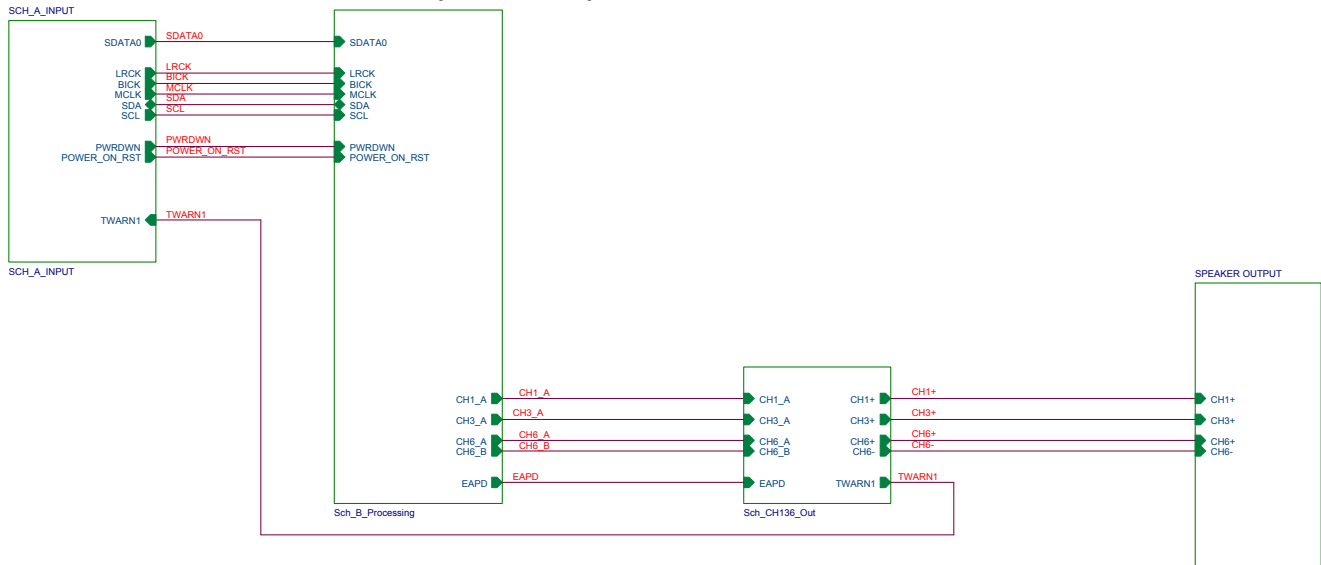 SCH_A_INPUT
SDATA0 SDATA0 SDATA0
LRCK LRCK LRCK
BICK BICK BICK
MCLK MCLK MCLK
SDA SDA SDA
SCL SCL SCL
PWRDWN PWRDWN PWRDWN
POWER_ON_RST POWER_ON_RST POWER_ON_RST
TWARN1 TWARN1
SCH_A_INPUT
SPEAKER OUTPUT
CH1_A CH1_A CH1_A CH1+ CH1+ CH1+
CH3_A CH3_A CH3_A CH3+ CH3+ CH3+
CH6_A CH6_A CH6_A CH6+ CH6+ CH6+
CH6_B CH6_B CH6_B CH6- CH6- CH6-
EAPD EAPD EAPD TWARN1 TWARN1
Sch_B_Processing Sch_CH136_Out